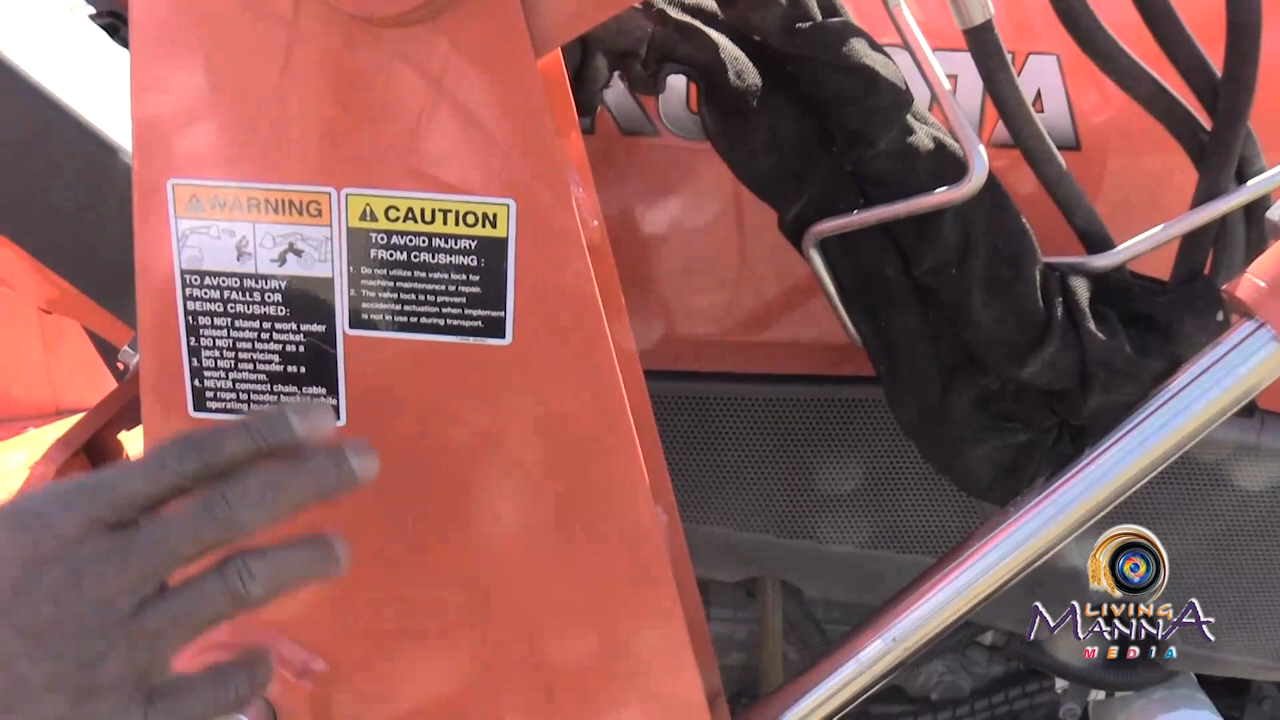 WARNING
TO AVOID INJURY
FROM FALLS OR
BEING CRUSHED:
1. DO NOT stand or work under
raised loader or bucket.
2. DO NOT use loader as a
jack for servicing.
3. DO NOT use loader as a
work platform.
4. NEVER connect chain, cable
or rope to loader bucket while
operating
CAUTION
TO AVOID INJURY
FROM CRUSHING :
1. Do not utilize the valve lock for
machine maintenance or repair.
2. The valve lock is to prevent
accidental actuation when implement
is not in use or during transport.
LIVING
MANNA
MEDIA